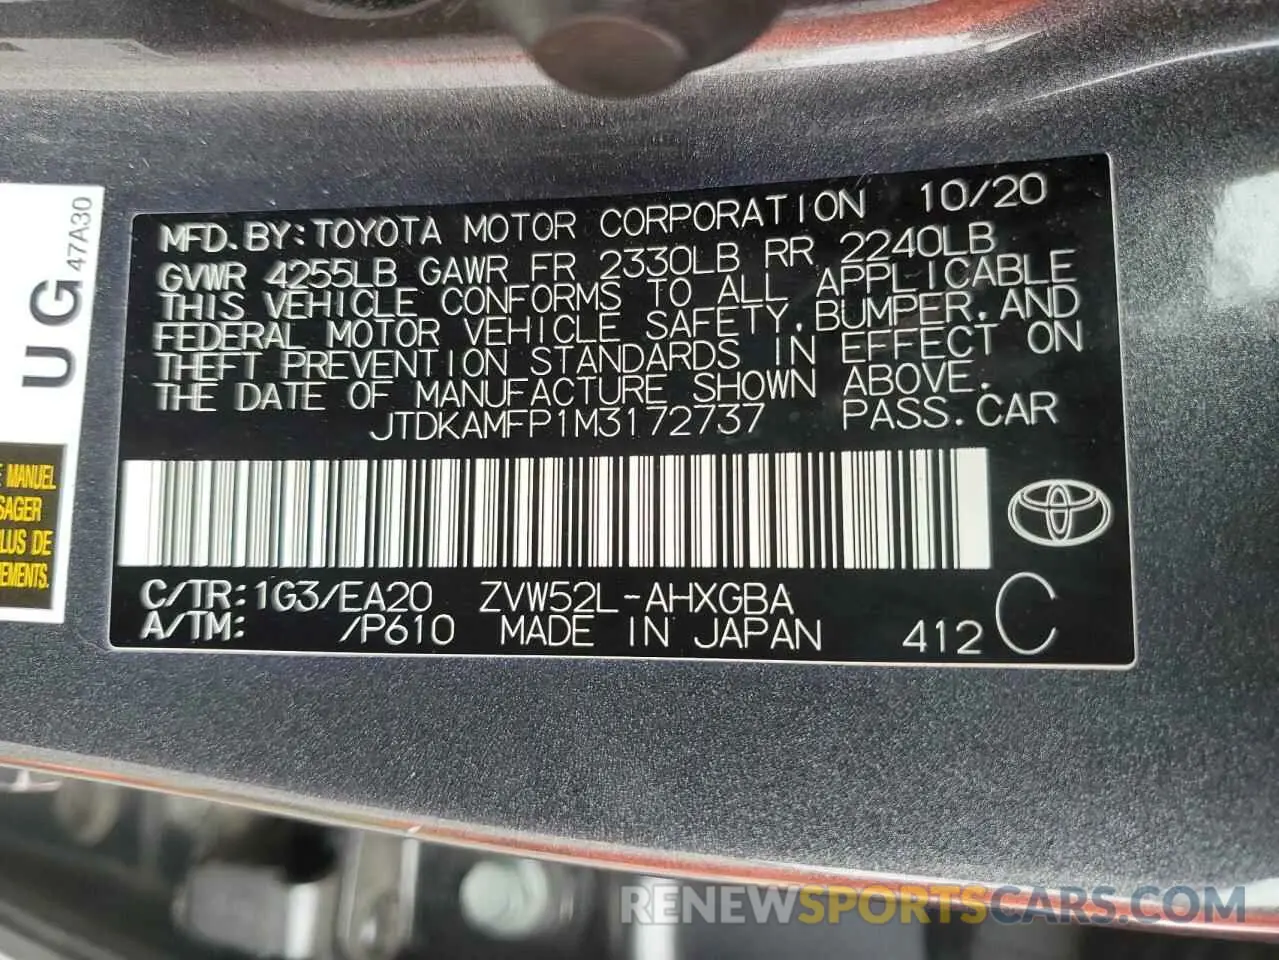 MFD.BY:TOYOTA MOTOR CORPORATION 10/20
GVWR 4255LB GAWR FR 2330LB RR 2240LB
THIS VEHICLE CONFORMS TO ALL APPLICABLE
FEDERAL MOTOR VEHICLE SAFETY,BUMPER,AND
THEFT PREVENTION STANDARDS IN EFFECT ON
THE DATE OF MANUFACTURE SHOWN ABOVE.
JTDKAMFP1M3172737 PASS.CAR
C/TR:1G3/EA20 ZVW52L-AHXGBA C
A/TM: /P610 MADE IN JAPAN 412
UG
47A30
MANUEL
DE
RENEWSPORTSCARS.COM